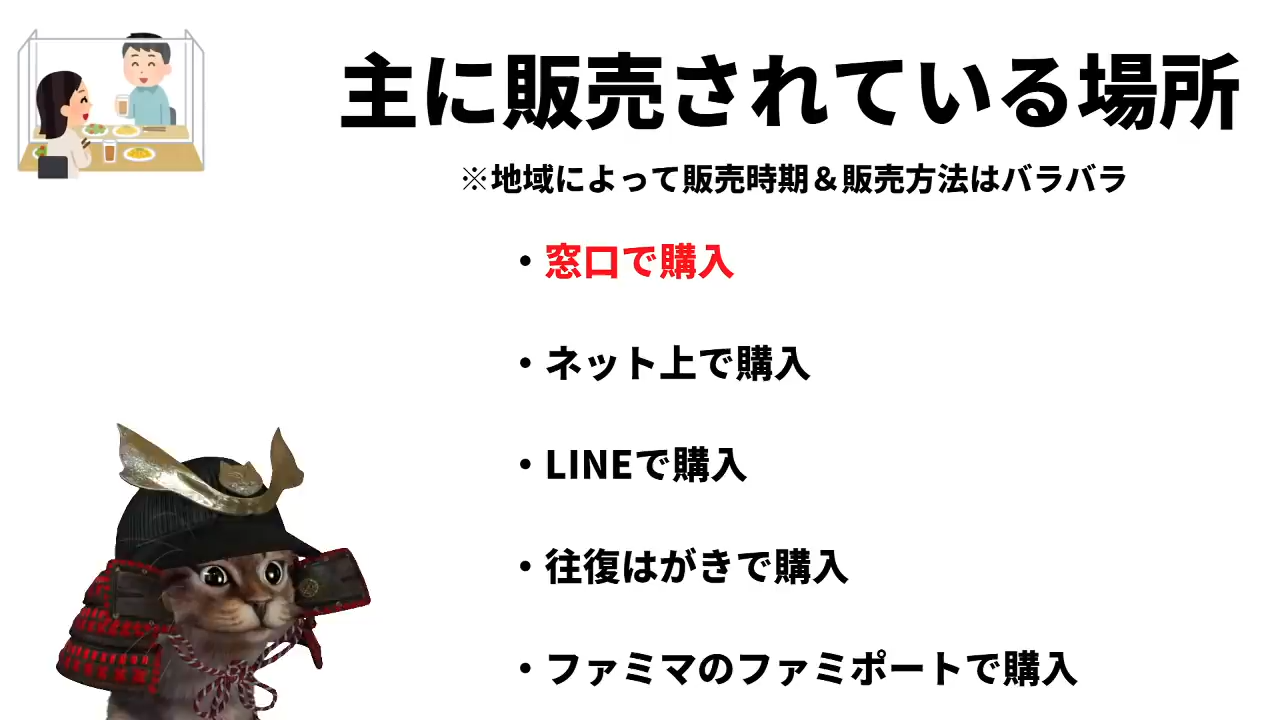 主に販売されている場所
※地域によって販売時期＆販売方法はバラバラ
・窓口で購入
・ネット上で購入
・LINEで購入
・往復はがきで購入
・ファミマのファミポートで購入